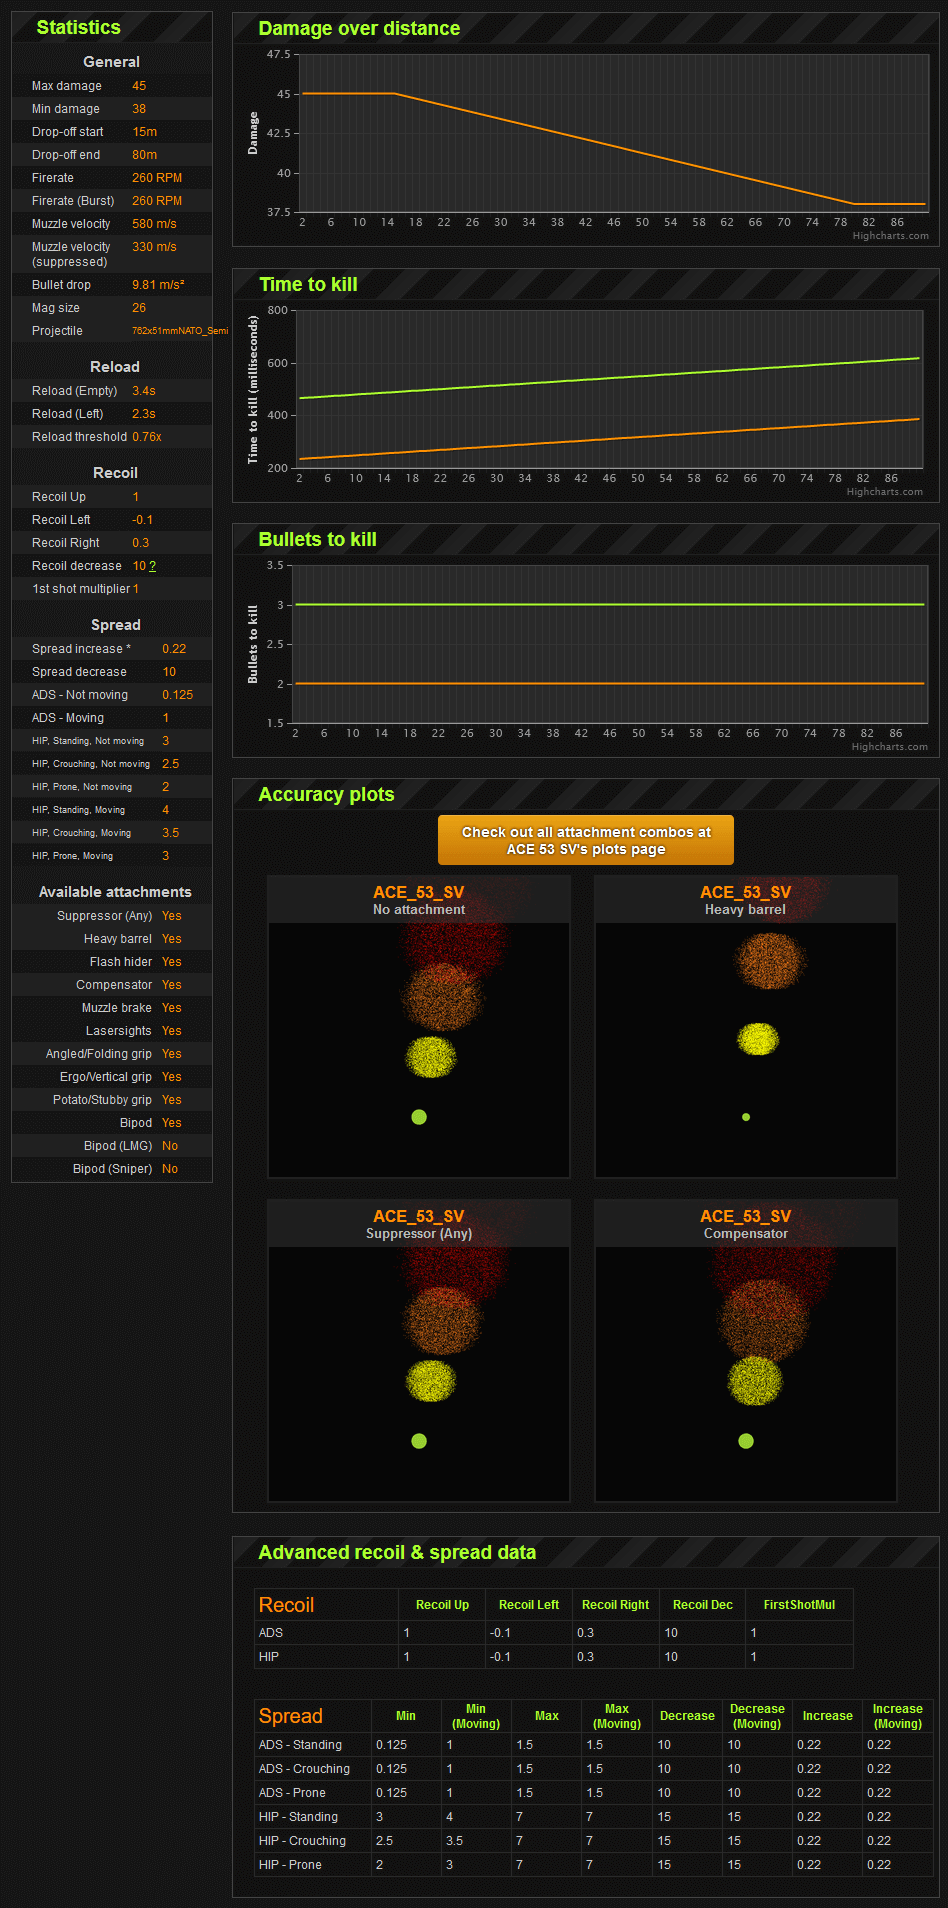 Statistics
General
Max damage 45
Min damage 38
Drop-off start 15m
Drop-off end 80m
Firerate 260 RPM
Firerate (Burst) 260 RPM
Muzzle velocity 580 m/s
Muzzle velocity 330 m/s
(suppressed)
Bullet drop 9.81 m/s²
Mag size 26
Projectile 762x51mmNATO_Semi
Reload
Reload (Empty) 3.4s
Reload (Left) 2.3s
Reload threshold 0.76x
Recoil
Recoil Up 1
Recoil Left -0.1
Recoil Right 0.3
Recoil decrease 10 ?
1st shot multiplier 1
Spread
Spread increase * 0.22
Spread decrease 10
ADS - Not moving 0.125
ADS - Moving 1
HIP, Standing, Not moving 3
HIP, Crouching, Not moving 2.5
HIP, Prone, Not moving 2
HIP, Standing, Moving 4
HIP, Crouching, Moving 3.5
HIP, Prone, Moving 3
Available attachments
Suppressor (Any) Yes
Heavy barrel Yes
Flash hider Yes
Compensator Yes
Muzzle brake Yes
Lasersights Yes
Angled/Folding grip Yes
Ergo/Vertical grip Yes
Potato/Stubby grip Yes
Bipod Yes
Bipod (LMG) No
Bipod (Sniper) No
Damage over distance
Damage
47.5
45
42.5
40
37.5
2 6 10 14 18 22 26 30 34 38 42 46 50 54 58 62 66 70 74 78 82 86
Highcharts.com
Time to kill
Time to kill (milliseconds)
800
600
400
200
2 6 10 14 18 22 26 30 34 38 42 46 50 54 58 62 66 70 74 78 82 86
Highcharts.com
Bullets to kill
Bullets to kill
3.5
3
2.5
2
1.5
2 6 10 14 18 22 26 30 34 38 42 46 50 54 58 62 66 70 74 78 82 86
Highcharts.com
Accuracy plots
Check out all attachment combos at
ACE 53 SV's plots page
ACE_53_SV
No attachment
ACE_53_SV
Heavy barrel
ACE_53_SV
Suppressor (Any)
ACE_53_SV
Compensator
Advanced recoil & spread data
Recoil Recoil Up Recoil Left Recoil Right Recoil Dec FirstShotMul
ADS 1 -0.1 0.3 10 1
HIP 1 -0.1 0.3 10 1
Spread Min Min (Moving) Max Max (Moving) Decrease Decrease (Moving) Increase Increase (Moving)
ADS - Standing 0.125 1 1.5 1.5 10 10 0.22 0.22
ADS - Crouching 0.125 1 1.5 1.5 10 10 0.22 0.22
ADS - Prone 0.125 1 1.5 1.5 10 10 0.22 0.22
HIP - Standing 3 4 7 7 15 15 0.22 0.22
HIP - Crouching 2.5 3.5 7 7 15 15 0.22 0.22
HIP - Prone 2 3 7 7 15 15 0.22 0.22